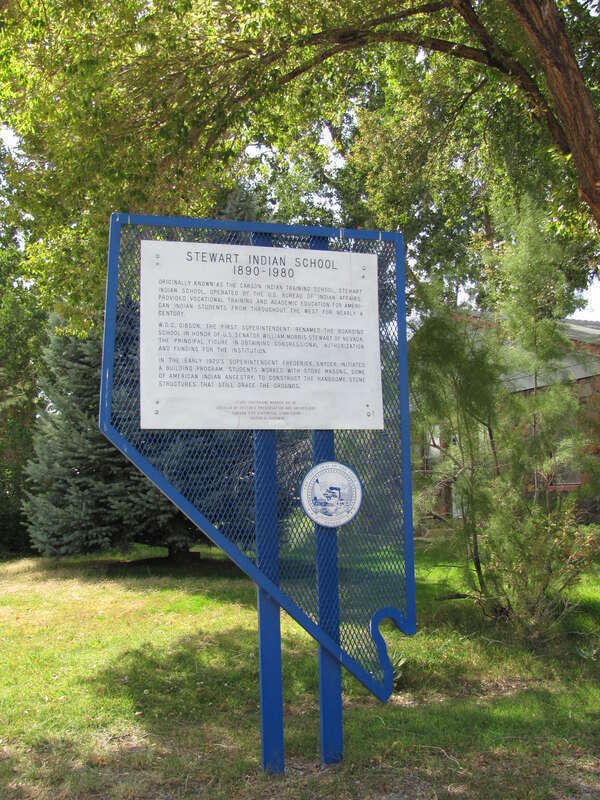 STEWART INDIAN SCHOOL
1890-1980
ORIGINALLY KNOWN AS THE CARSON INDIAN TRAINING SCHOOL, STEWART
INDIAN SCHOOL, OPERATED BY THE U.S. BUREAU OF INDIAN AFFAIRS,
PROVIDED VOCATIONAL TRAINING AND ACADEMIC EDUCATION FOR AMERI-
CAN INDIAN STUDENTS FROM THROUGHOUT THE WEST FOR NEARLY A
CENTURY.
W.D.C. GIBSON, THE FIRST SUPERINTENDENT, RENAMED THE BOARDING
SCHOOL IN HONOR OF U.S. SENATOR WILLIAM MORRIS STEWART OF NEVADA,
THE PRINCIPAL FIGURE IN OBTAINING CONGRESSIONAL AUTHORIZATION
AND FUNDING FOR THE INSTITUTION.
IN THE EARLY 1920'S SUPERINTENDENT FREDERICK SNYDER INITIATED
A BUILDING PROGRAM. STUDENTS WORKED WITH STONE MASONS, SOME
OF AMERICAN INDIAN ANCESTRY, TO CONSTRUCT THE HANDSOME STONE
STRUCTURES THAT STILL GRACE THE GROUNDS.